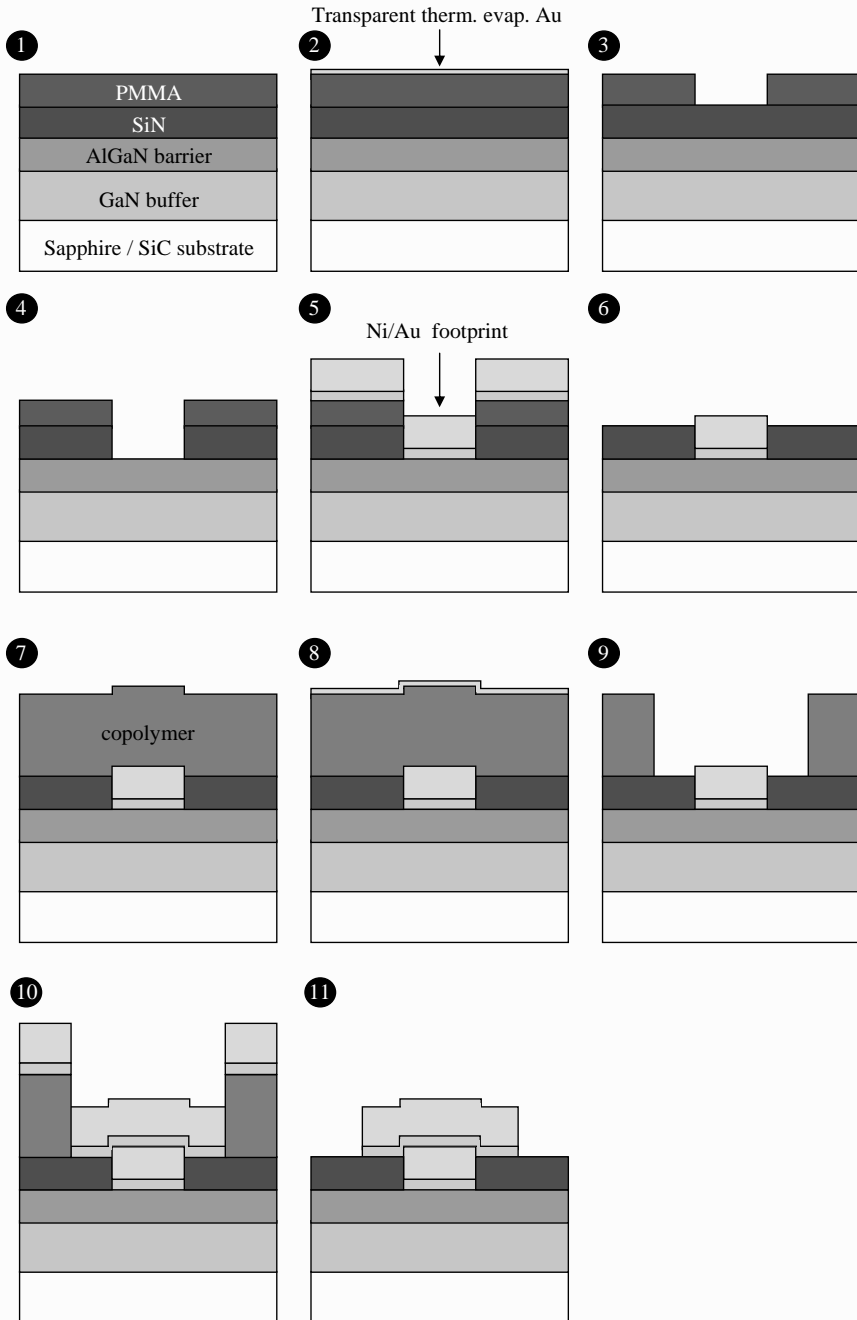 Transparent therm. evap. Au
1
2
3
PMMA
SiN
AlGaN barrier
GaN buffer
Sapphire / SiC substrate
4
5
6
Ni/Au footprint
7
8
9
copolymer
10
11